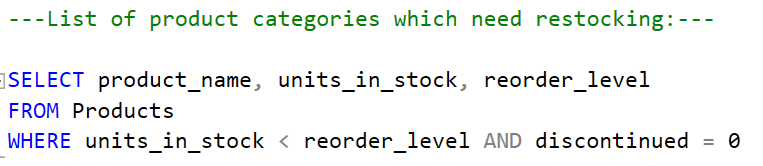 ---List of product categories which need restocking:---
SELECT product_name, units_in_stock, reorder_level
FROM Products
WHERE units_in_stock < reorder_level AND discontinued = 0